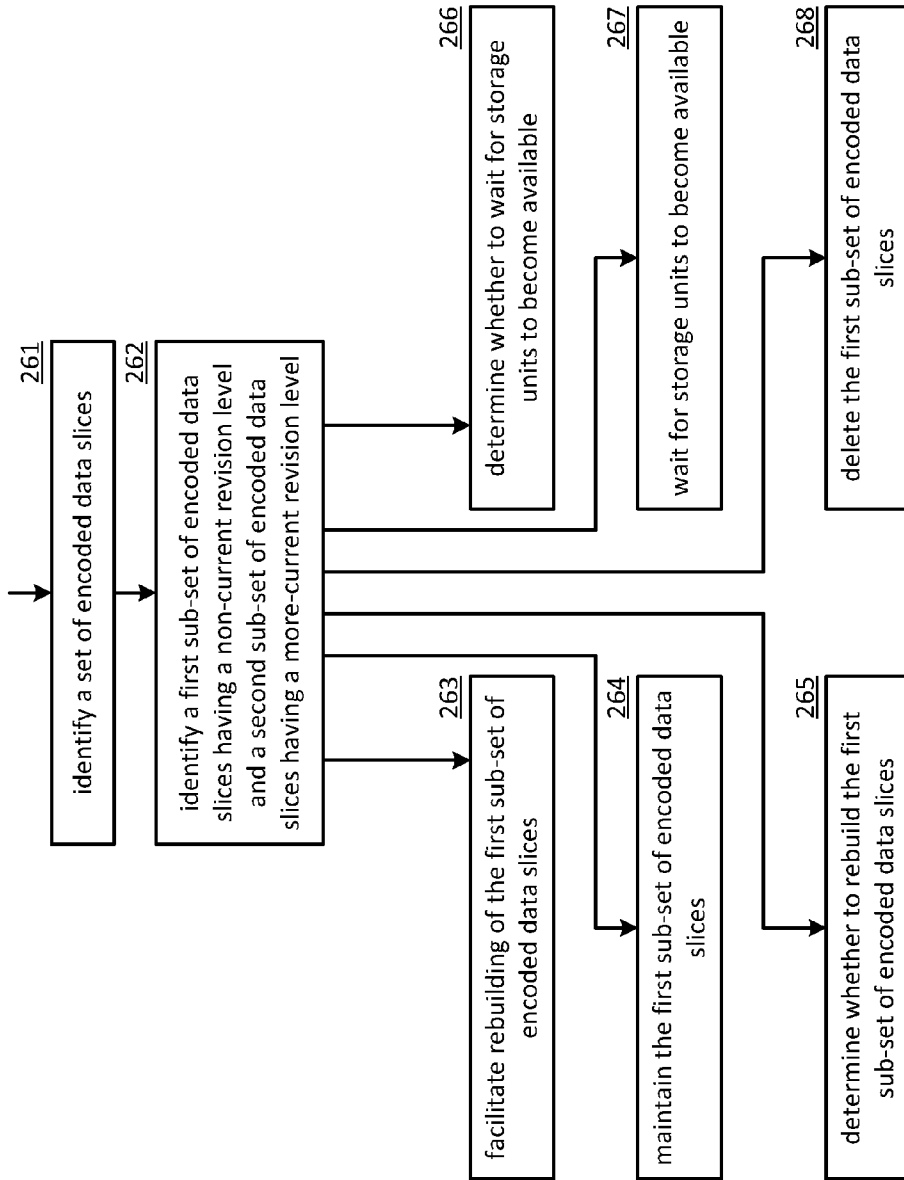 261
identify a set of encoded data slices
262
identify a first sub-set of encoded data
slices having a non-current revision level
and a second sub-set of encoded data
slices having a more-current revision level
263
facilitate rebuilding of the first sub-set of
encoded data slices
264
maintain the first sub-set of encoded data
slices
265
determine whether to rebuild the first
sub-set of encoded data slices
266
determine whether to wait for storage
units to become available
267
wait for storage units to become available
268
delete the first sub-set of encoded data
slices